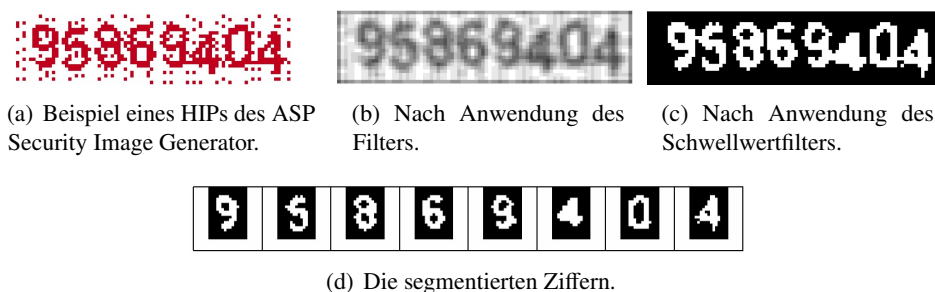 95869404
95869404
95869404
(a) Beispiel eines HIPs des ASP
Security Image Generator.
(b) Nach Anwendung des
Filters.
(c) Nach Anwendung des
Schwellwertfilters.
9 5 8 6 9 4 0 4
(d) Die segmentierten Ziffern.